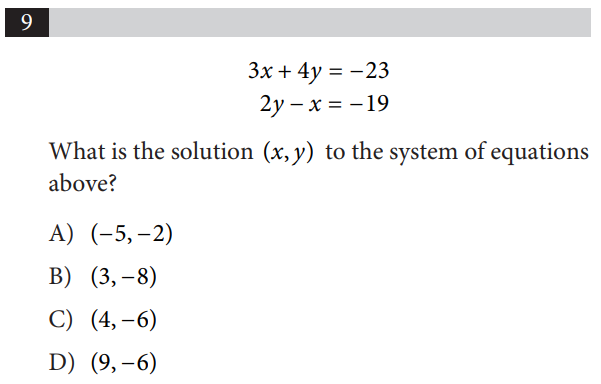 9
3x + 4y = −23
2y − x = −19
What is the solution (x, y) to the system of equations
above?
A) (−5, −2)
B) (3, −8)
C) (4, −6)
D) (9, −6)